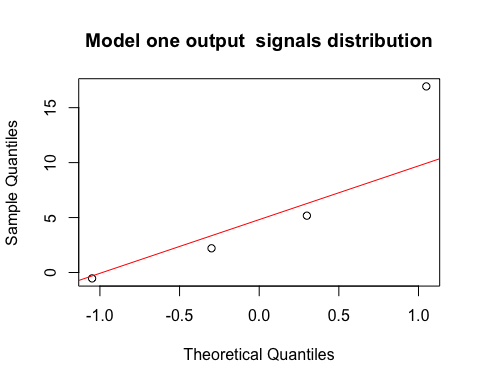 Model one output  signals distribution
Sample Quantiles
15
10
5
0
-1.0 -0.5 0.0 0.5 1.0
Theoretical Quantiles